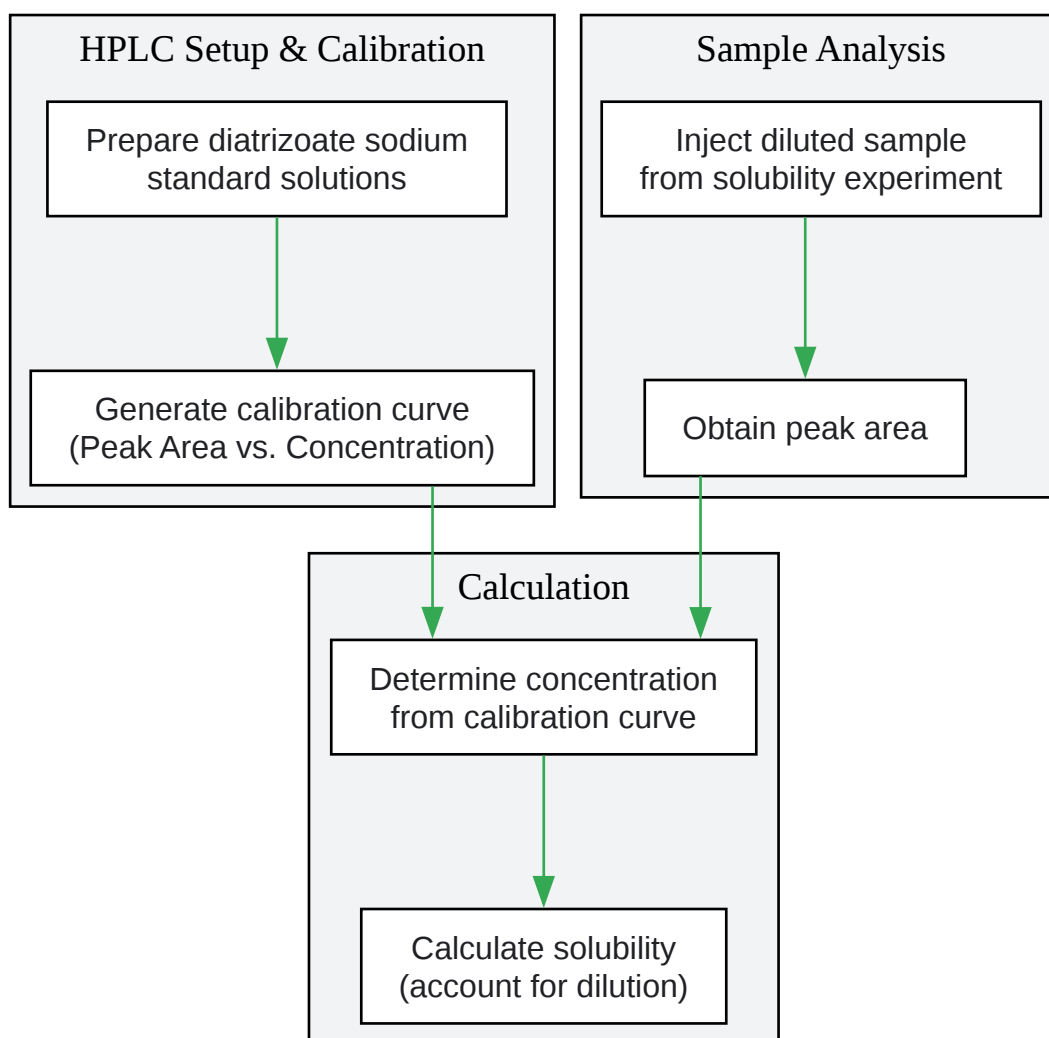 HPLC Setup & Calibration
Prepare diatrizoate sodium
standard solutions
Generate calibration curve
(Peak Area vs. Concentration)
Sample Analysis
Inject diluted sample
from solubility experiment
Obtain peak area
Calculation
Determine concentration
from calibration curve
Calculate solubility
(account for dilution)